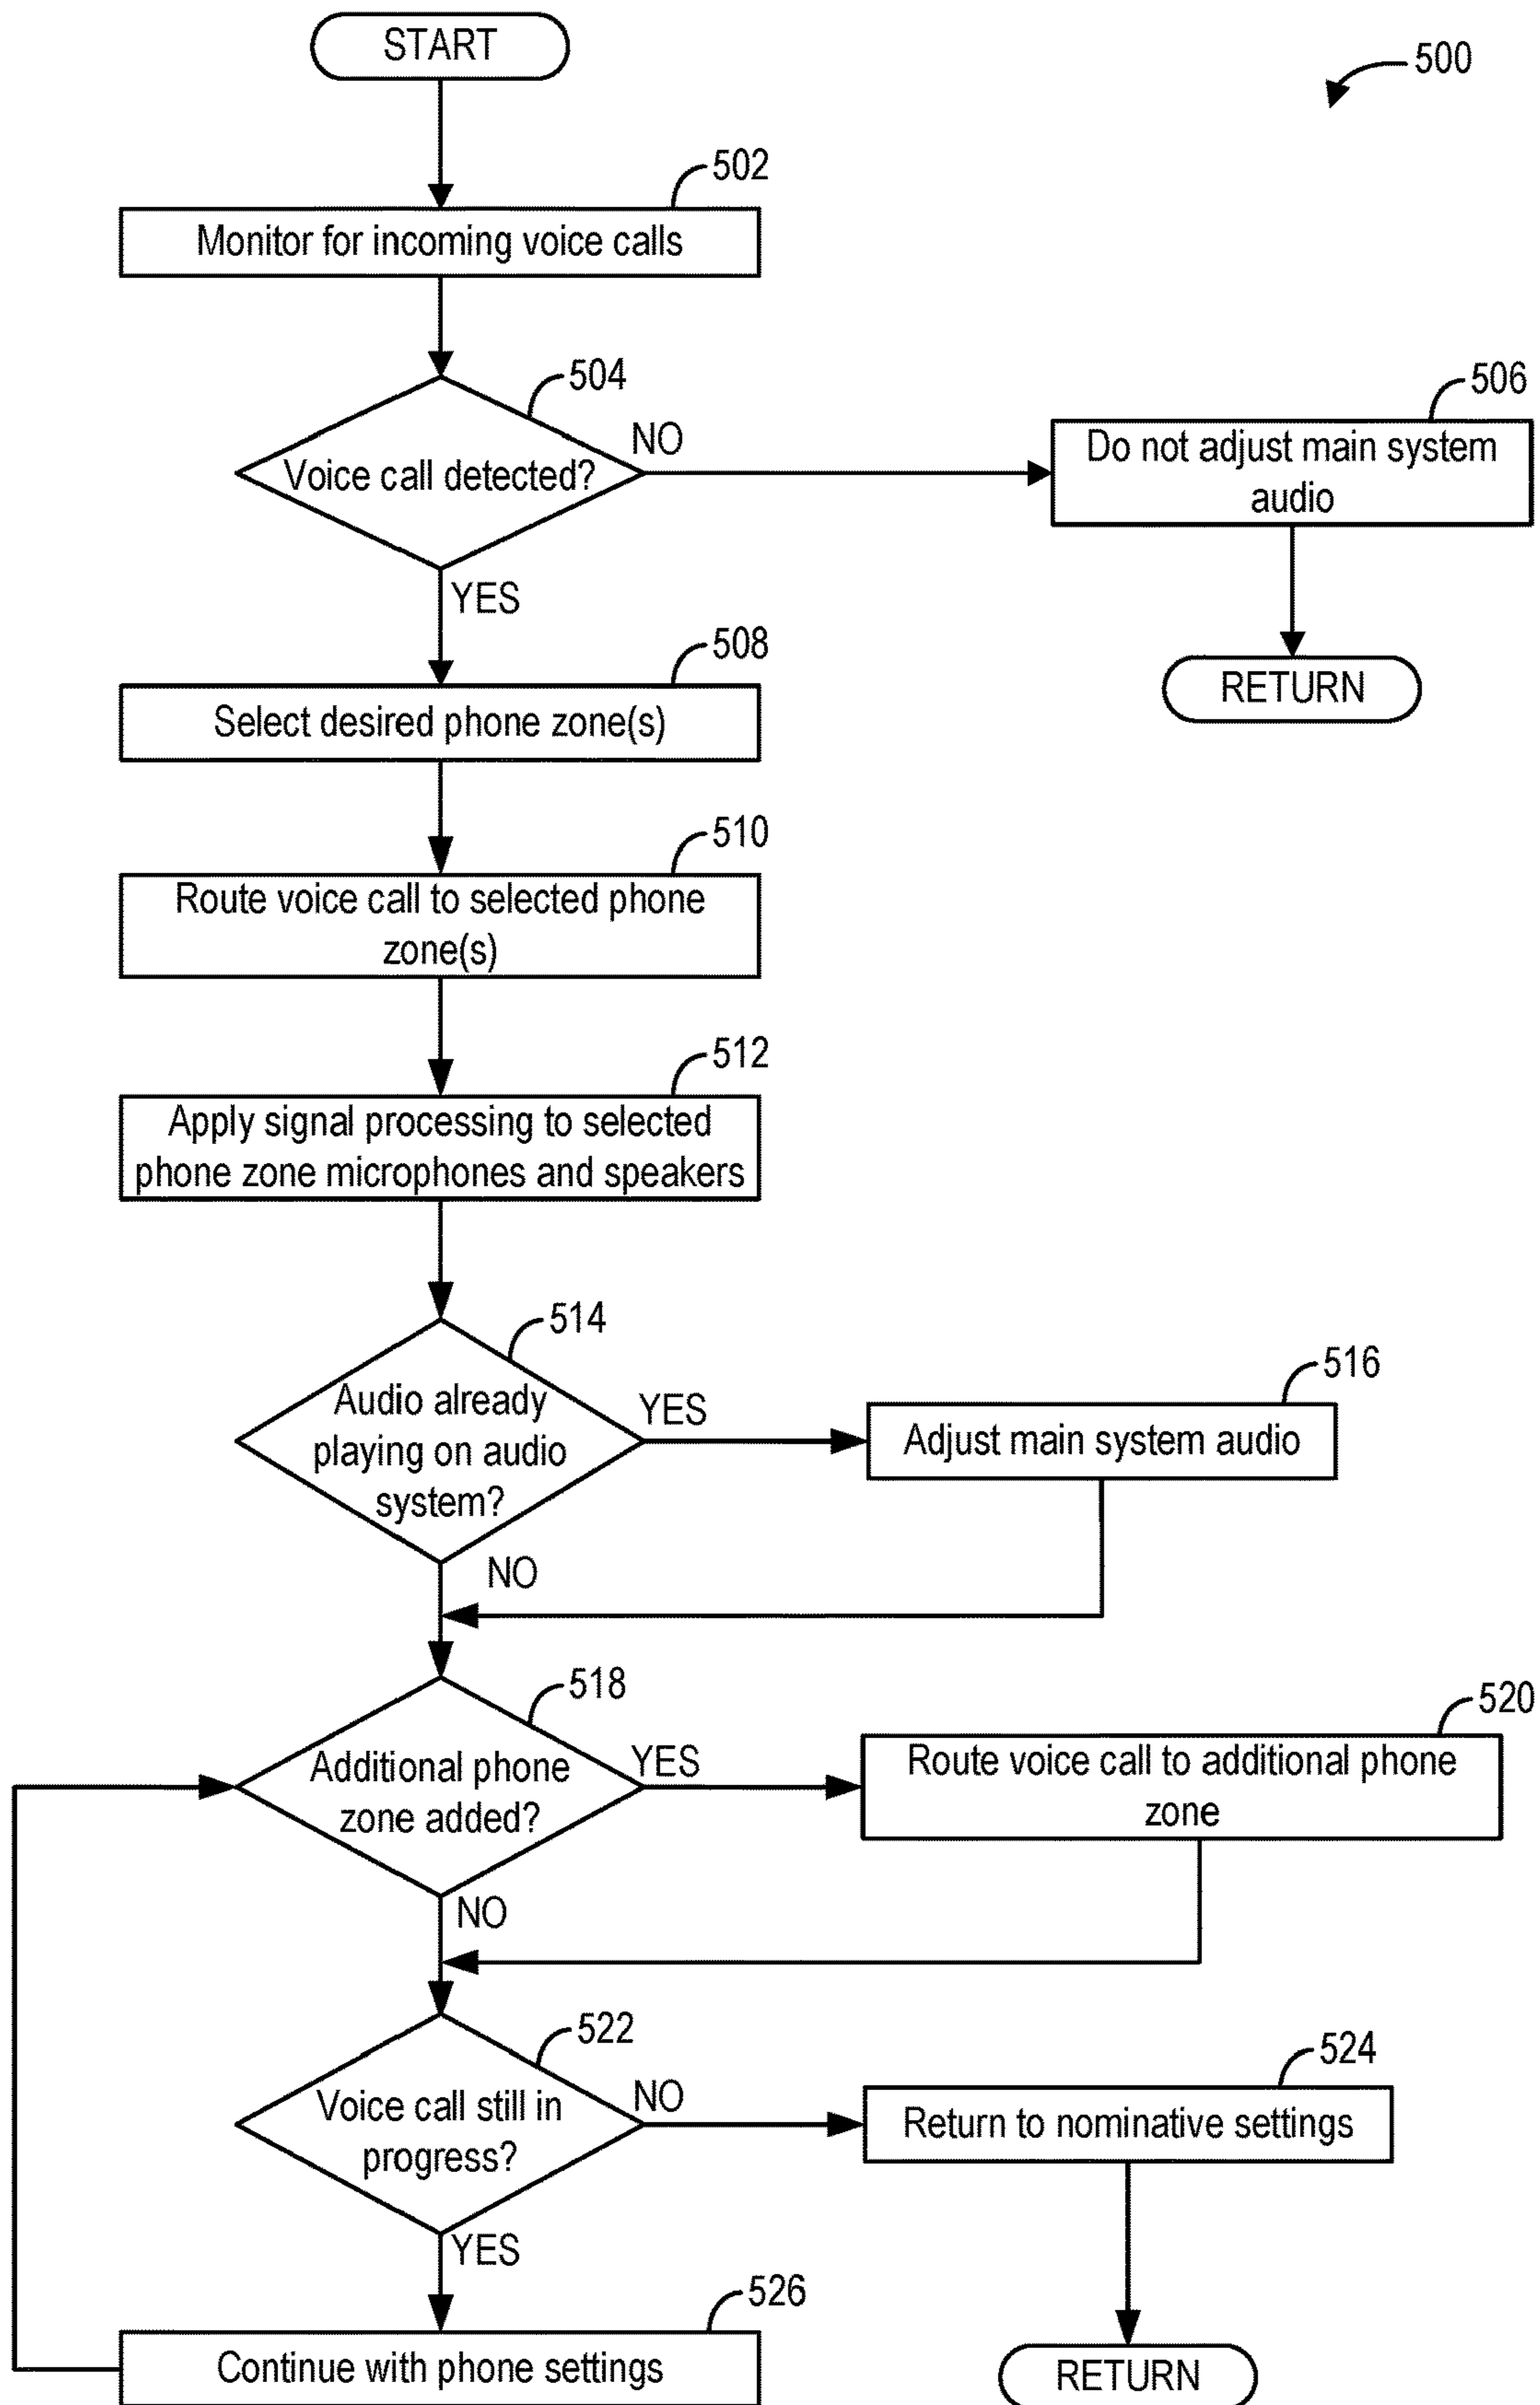 START
500
502
Monitor for incoming voice calls
504
506
NO
Do not adjust main system
audio
Voice call detected?
YES
RETURN
508
Select desired phone zone(s)
510
Route voice call to selected phone
zone(s)
512
Apply signal processing to selected
phone zone microphones and speakers
514
516
Audio already
playing on audio
system?
YES
Adjust main system audio
NO
518
520
Additional phone
zone added?
YES
Route voice call to additional phone
zone
NO
522
524
Voice call still in
progress?
NO
Return to nominative settings
YES
526
Continue with phone settings
RETURN